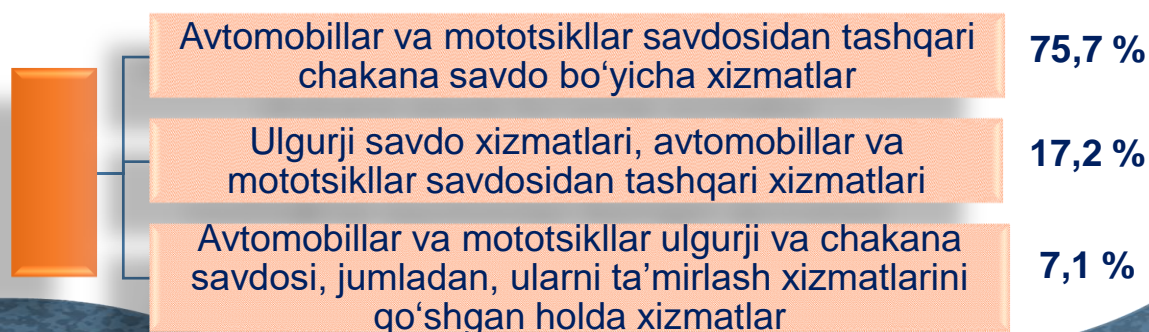 Avtomobillar va mototsikllar savdosidan tashqari
chakana savdo bo‘yicha xizmatlar
75,7 %
Ulgurji savdo xizmatlari, avtomobillar va
mototsikllar savdosidan tashqari xizmatlari
17,2 %
Avtomobillar va mototsikllar ulgurji va chakana
savdosi, jumladan, ularni ta’mirlash xizmatlarini
qo‘shgan holda xizmatlar
7,1 %